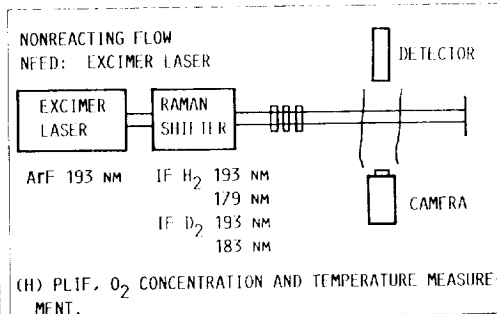 NONREACTING FLOW
NEED: EXCIMER LASER
DETECTOR
EXCIMER
LASER
RAMAN
SHIFTER
ArF 193 NM
IF H2 193 NM
179 NM
IF D2 193 NM
183 NM
CAMERA
(H) PLIF, O2 CONCENTRATION AND TEMPERATURE MEASURE-
MENT.